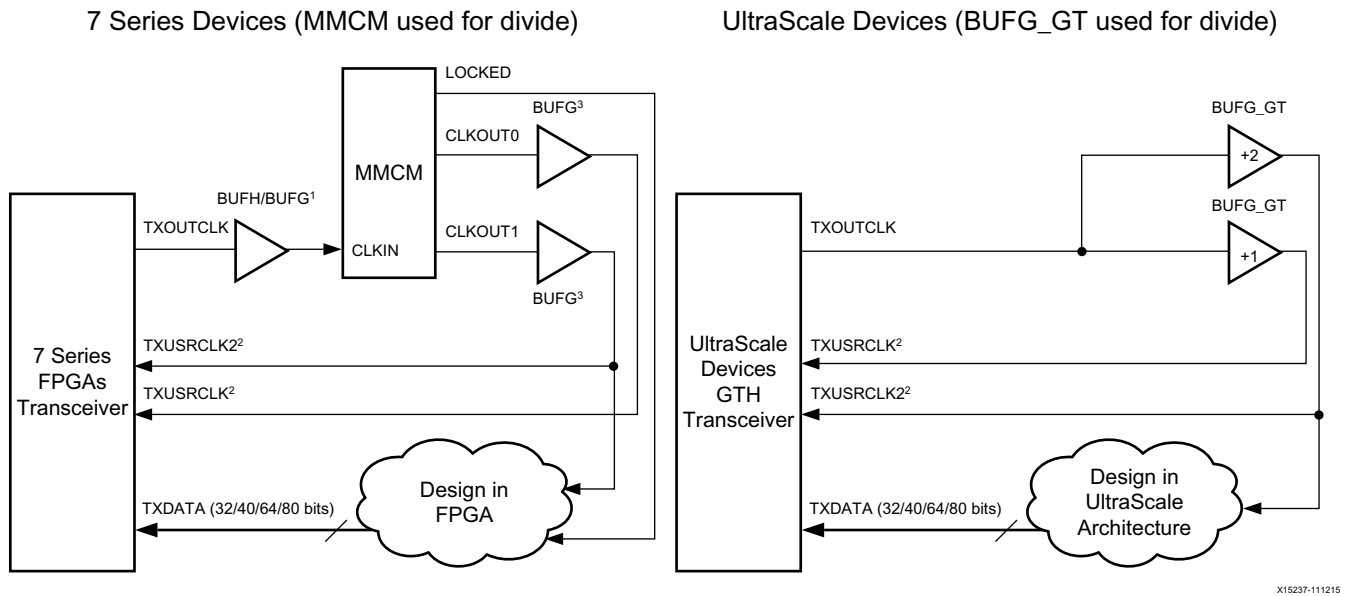 7 Series Devices (MMCM used for divide)
UltraScale Devices (BUFG_GT used for divide)
LOCKED
BUFG³
CLKOUT0
MMCM
BUFH/BUFG¹
TXOUTCLK
CLKIN
CLKOUT1
BUFG³
7 Series
FPGAs
Transceiver
TXUSRCLK2²
TXUSRCLK²
Design in
FPGA
TXDATA (32/40/64/80 bits)
BUFG_GT
+2
BUFG_GT
TXOUTCLK
+1
UltraScale
Devices
GTH
Transceiver
TXUSRCLK²
TXUSRCLK2²
Design in
UltraScale
Architecture
TXDATA (32/40/64/80 bits)
X15237-111215